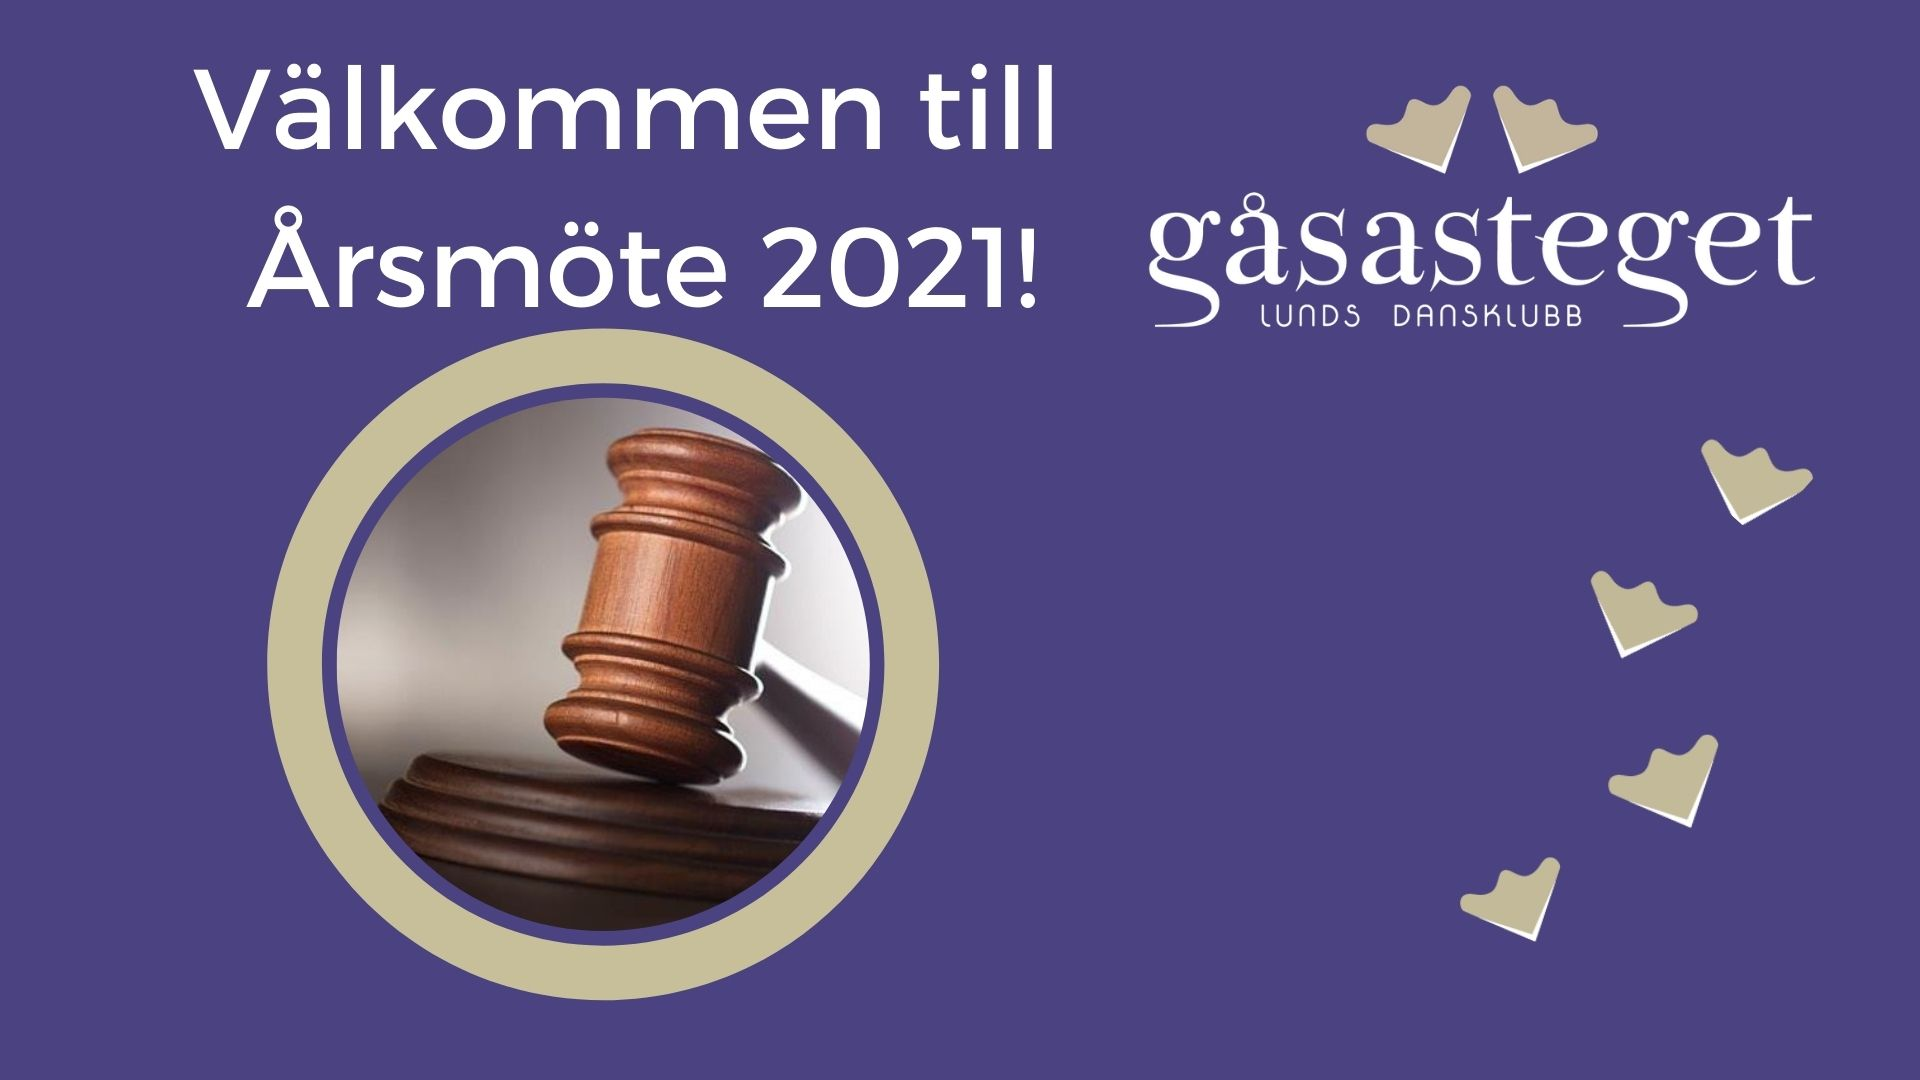 Välkommen till
Årsmöte 2021!
gåsasteget
LUNDS DANSKLUBB